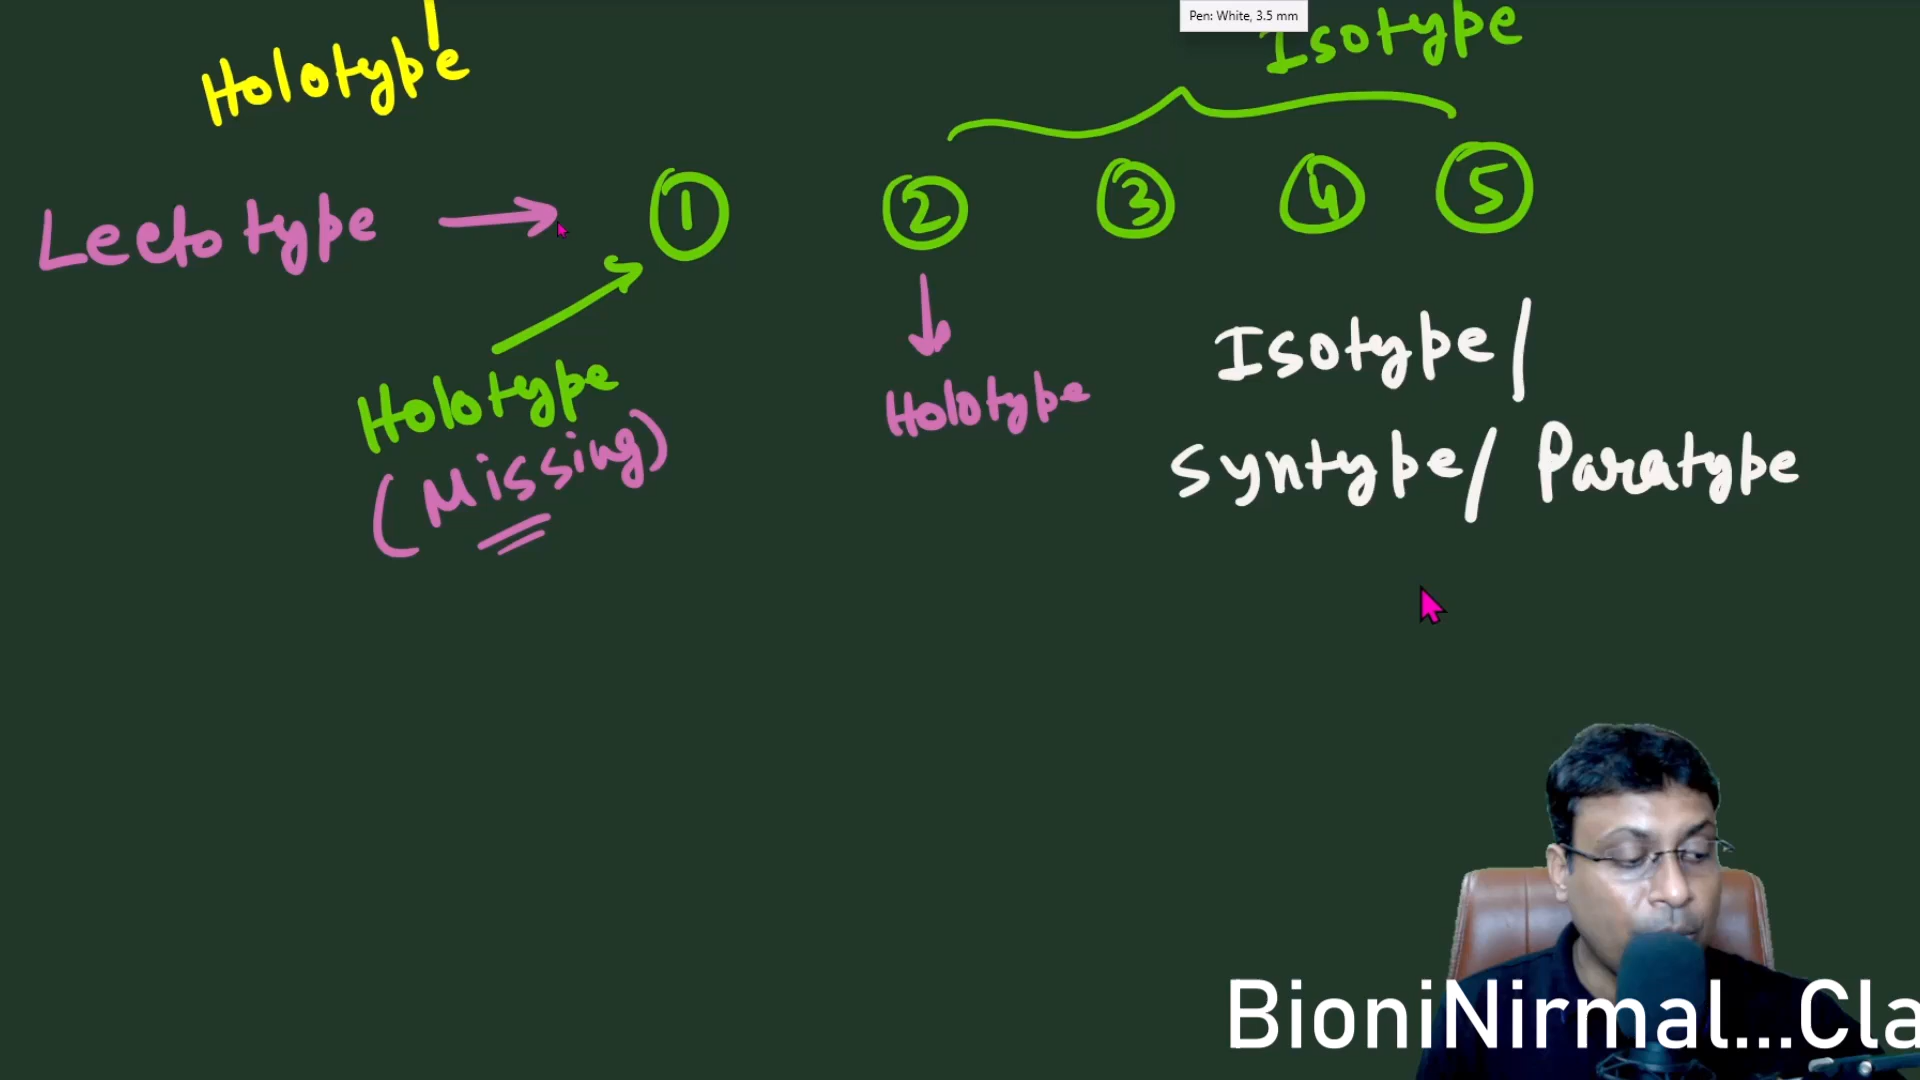 Pen: White, 3.5 mm
Holotype
Isotype
Lectotype → ① ② ③ ④ ⑤
Holotype
(Missing)
Holotype
Isotype/
Syntype/ Paratype
BioniNirmal...Cla